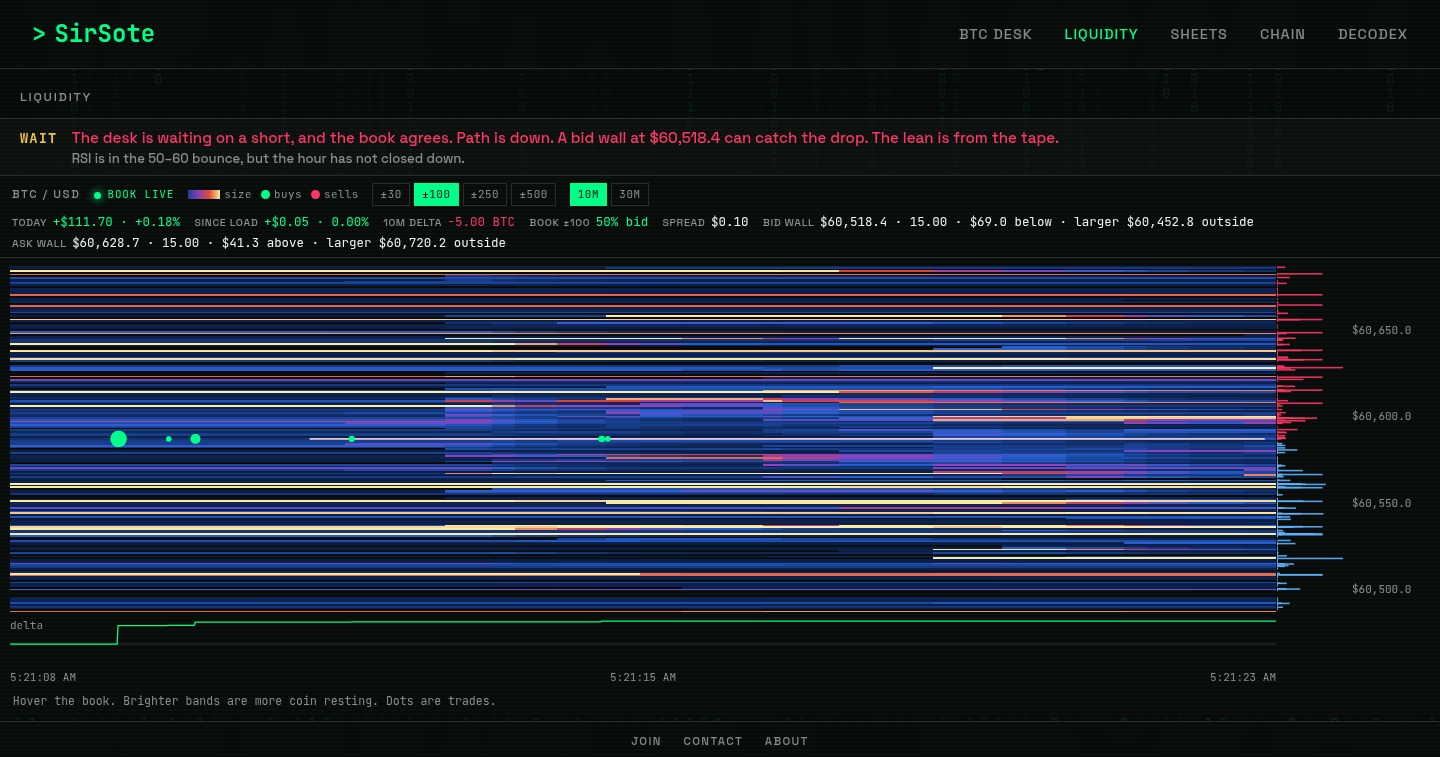 > SirSote
BTC DESK LIQUIDITY SHEETS CHAIN DECODEX
LIQUIDITY
WAIT The desk is waiting on a short, and the book agrees. Path is down. A bid wall at $60,518.4 can catch the drop. The lean is from the tape.
RSI is in the 50–60 bounce, but the hour has not closed down.
BTC / USD BOOK LIVE size buys sells ±30 ±100 ±250 ±500 10M 30M
TODAY +$111.70 · +0.18% SINCE LOAD +$0.05 · 0.00% 10M DELTA -5.00 BTC BOOK ±100 50% bid SPREAD $0.10 BID WALL $60,518.4 · 15.00 · $69.0 below · larger $60,452.8 outside
ASK WALL $60,628.7 · 15.00 · $41.3 above · larger $60,720.2 outside
$60,650.0
$60,600.0
$60,550.0
$60,500.0
delta
5:21:08 AM 5:21:15 AM 5:21:23 AM
Hover the book. Brighter bands are more coin resting. Dots are trades.
JOIN CONTACT ABOUT